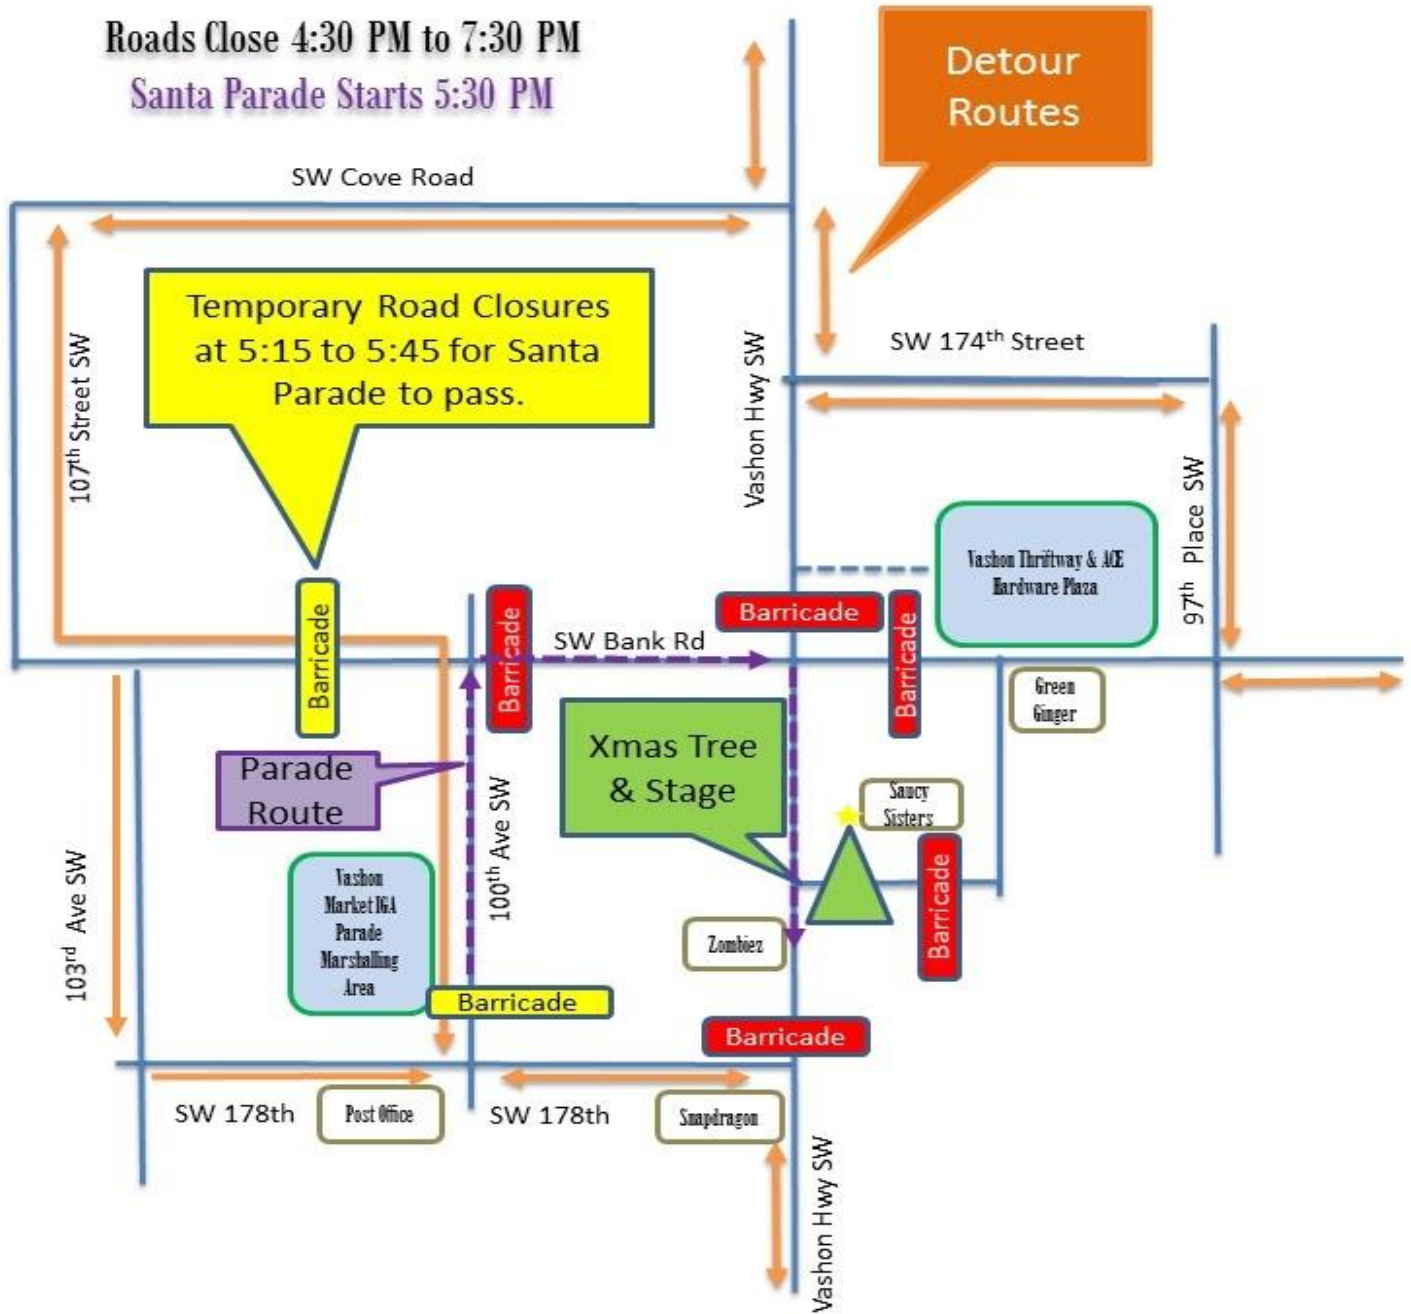 Roads Close 4:30 PM to 7:30 PM
Santa Parade Starts 5:30 PM
Detour
Routes
SW Cove Road
Temporary Road Closures
at 5:15 to 5:45 for Santa
Parade to pass.
107th Street SW
Vashon Hwy SW
SW 174th Street
97th Place SW
Vashon Thriftway & ACE
Hardware Plaza
Barricade
Barricade
Barricade
Barricade
SW Bank Rd
Green
Ginger
Parade
Route
Xmas Tree
& Stage
Saucy
Sisters
100th Ave SW
103rd Ave SW
Vashon
Market IGA
Parade
Marshalling
Area
Zombiez
Barricade
Barricade
Barricade
SW 178th
Post Office
SW 178th
Snapdragon
Vashon Hwy SW